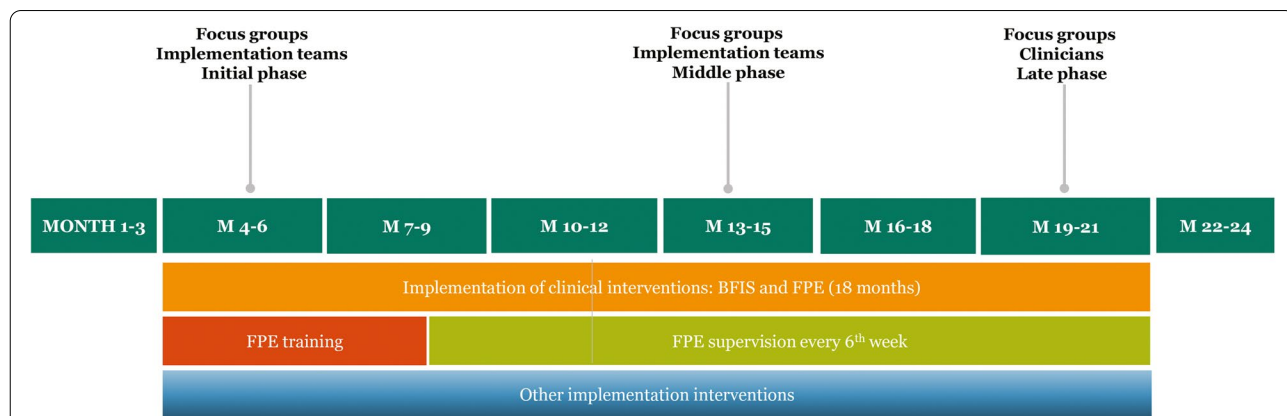 Focus groups
Implementation teams
Initial phase
Focus groups
Implementation teams
Middle phase
Focus groups
Clinicians
Late phase
MONTH 1-3
M 4-6
M 7-9
M 10-12
M 13-15
M 16-18
M 19-21
M 22-24
Implementation of clinical interventions: BFIS and FPE (18 months)
FPE training
FPE supervision every 6th week
Other implementation interventions